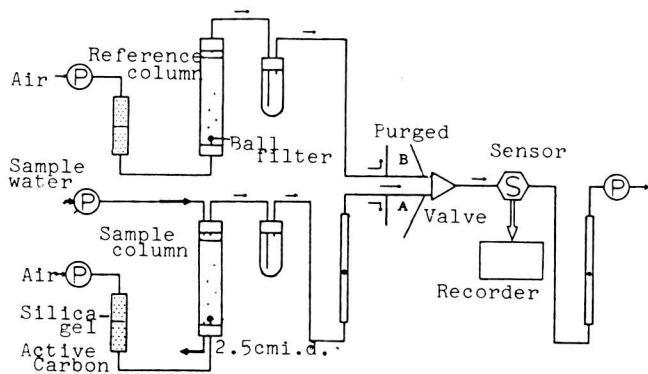 Reference
column
Air
P
Ball
filter
Purged
B
Sensor
Sample
water
P
S
P
A
Valve
Sample
column
Air
P
Recorder
Silica
gel
Active
Carbon
2.5cmi.d.